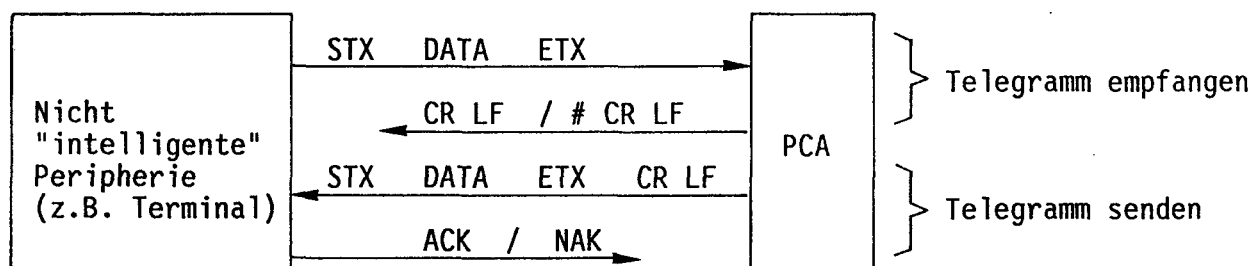 STX DATA ETX
Telegramm empfangen
CR LF / # CR LF
Nicht
"intelligente"
Peripherie
(z.B. Terminal)
PCA
STX DATA ETX CR LF
Telegramm senden
ACK / NAK